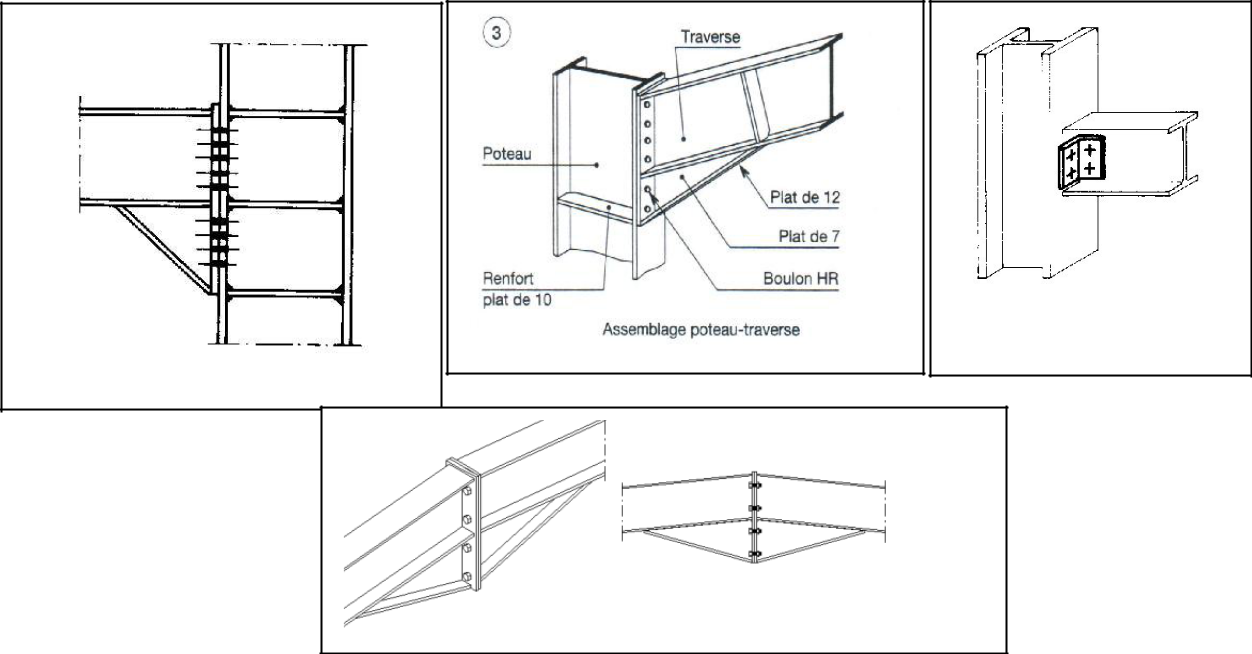 3
Traverse
Poteau
Plat de 12
Plat de 7
Renfort
plat de 10
Boulon HR
Assemblage poteau-traverse